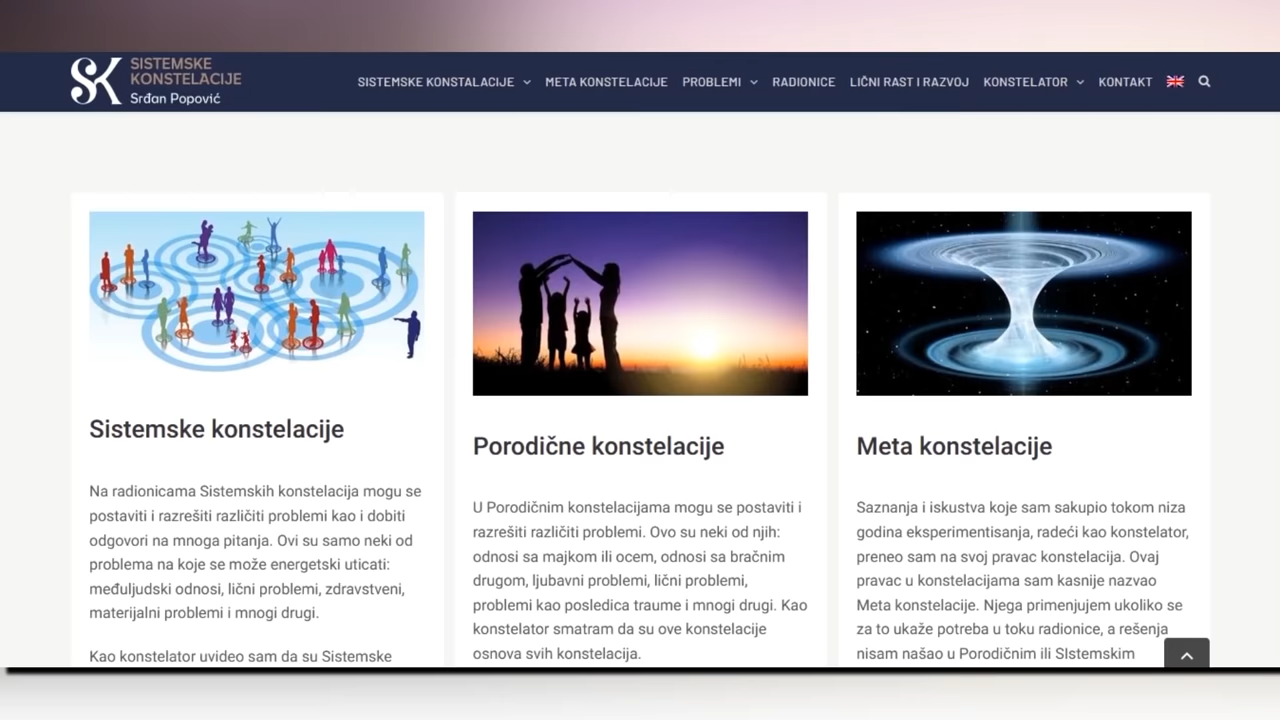 SK
SISTEMSKE
KONSTELACIJE
Srđan Popović
SISTEMSKE KONSTALACIJE
META KONSTELACIJE
PROBLEMI
RADIONICE
LIČNI RAST I RAZVOJ
KONSTELATOR
KONTAKT
Sistemske konstelacije
Na radionicama Sistemskih konstelacija mogu se
postaviti i razrešiti različiti problemi kao i dobiti
odgovori na mnoga pitanja. Ovi su samo neki od
problema na koje se može energetski uticati:
međuljudski odnosi, lični problemi, zdravstveni,
materijalni problemi i mnogi drugi.
Kao konstelator uvideo sam da su Sistemske
Porodične konstelacije
U Porodičnim konstelacijama mogu se postaviti i
razrešiti različiti problemi. Ovo su neki od njih:
odnosi sa majkom ili ocem, odnosi sa bračnim
drugom, ljubavni problemi, lični problemi,
problemi kao posledica traume i mnogi drugi. Kao
konstelator smatram da su ove konstelacije
osnova svih konstelacija.
Meta konstelacije
Saznanja i iskustva koje sam sakupio tokom niza
godina eksperimentisanja, radeći kao konstelator,
preneo sam na svoj pravac konstelacija. Ovaj
pravac u konstelacijama sam kasnije nazvao
Meta konstelacije. Njega primenjujem ukoliko se
za to ukaže potreba u toku radionice, a rešenja
nisam našao u Porodičnim ili SIstemskim